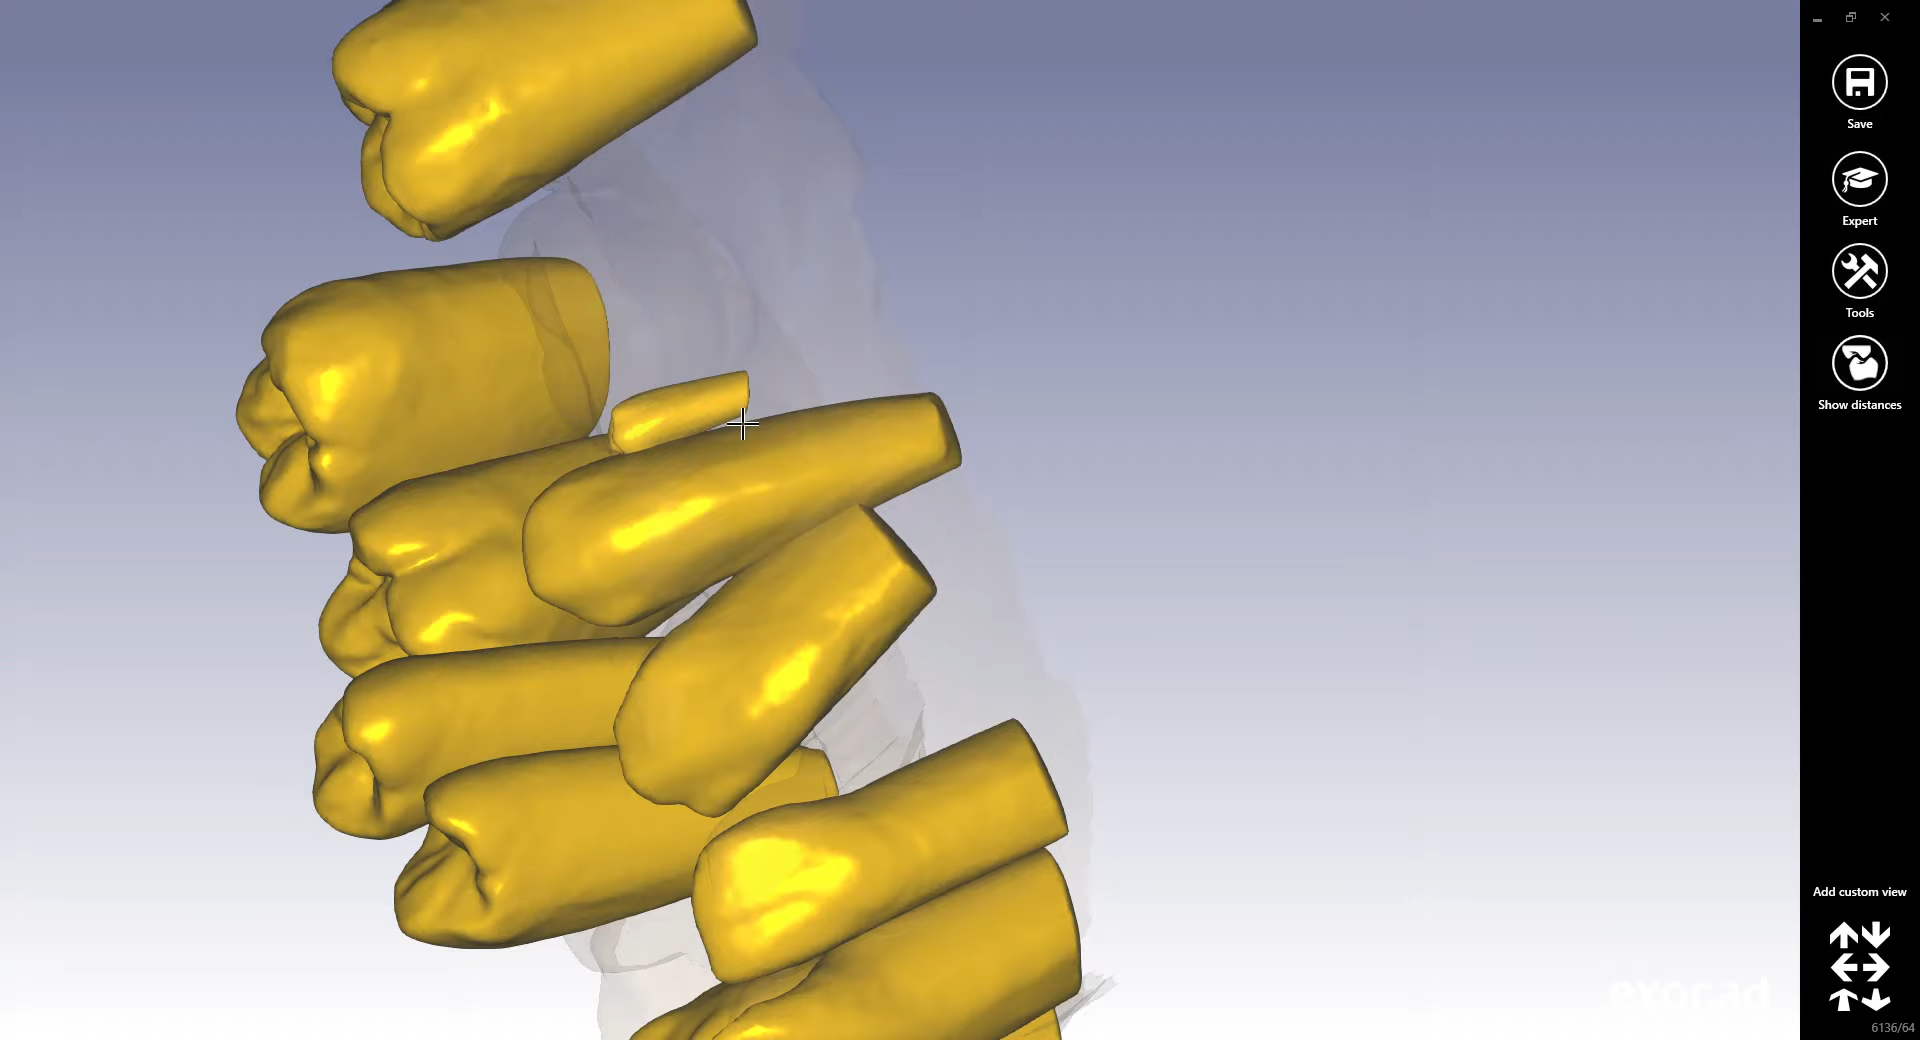 Save
Expert
Tools
Show distances
Add custom view
exocad
6136/64